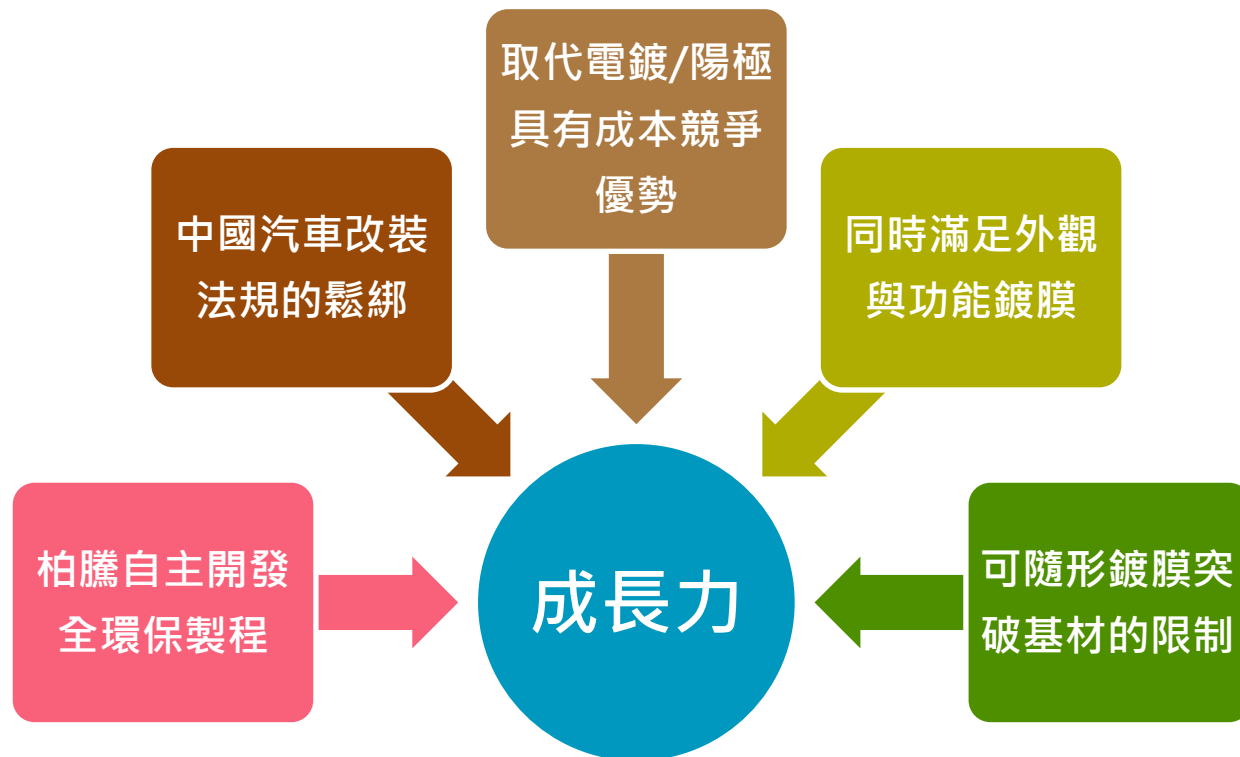 取代電鍍/陽極
具有成本競爭
優勢
中國汽車改裝
法規的鬆綁
同時滿足外觀
與功能鍍膜
柏騰自主開發
全環保製程
成長力
可隨形鍍膜突
破基材的限制